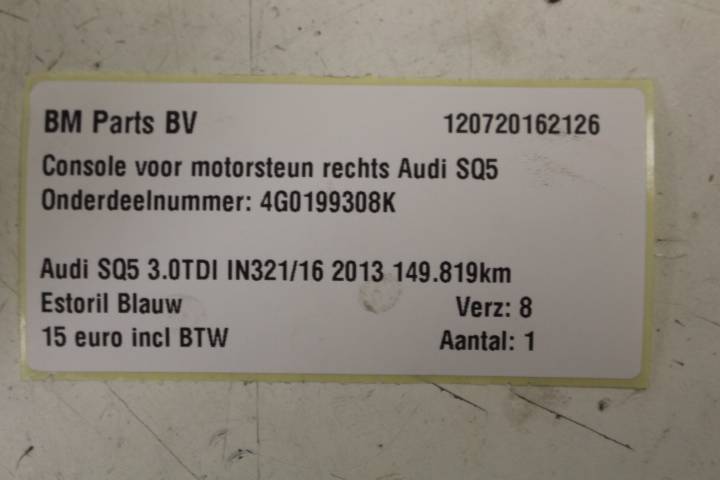 BM Parts BV 120720162126
Console voor motorsteun rechts Audi SQ5
Onderdeelnummer: 4G0199308K
Audi SQ5 3.0TDI IN321/16 2013 149.819km
Estoril Blauw Verz: 8
15 euro incl BTW Aantal: 1